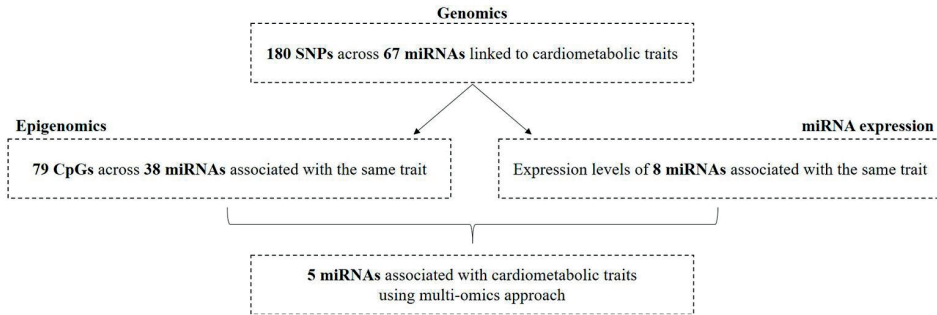 Genomics
180 SNPs across 67 miRNAs linked to cardiometabolic traits
Epigenomics
79 CpGs across 38 miRNAs associated with the same trait
miRNA expression
Expression levels of 8 miRNAs associated with the same trait
5 miRNAs associated with cardiometabolic traits
using multi-omics approach